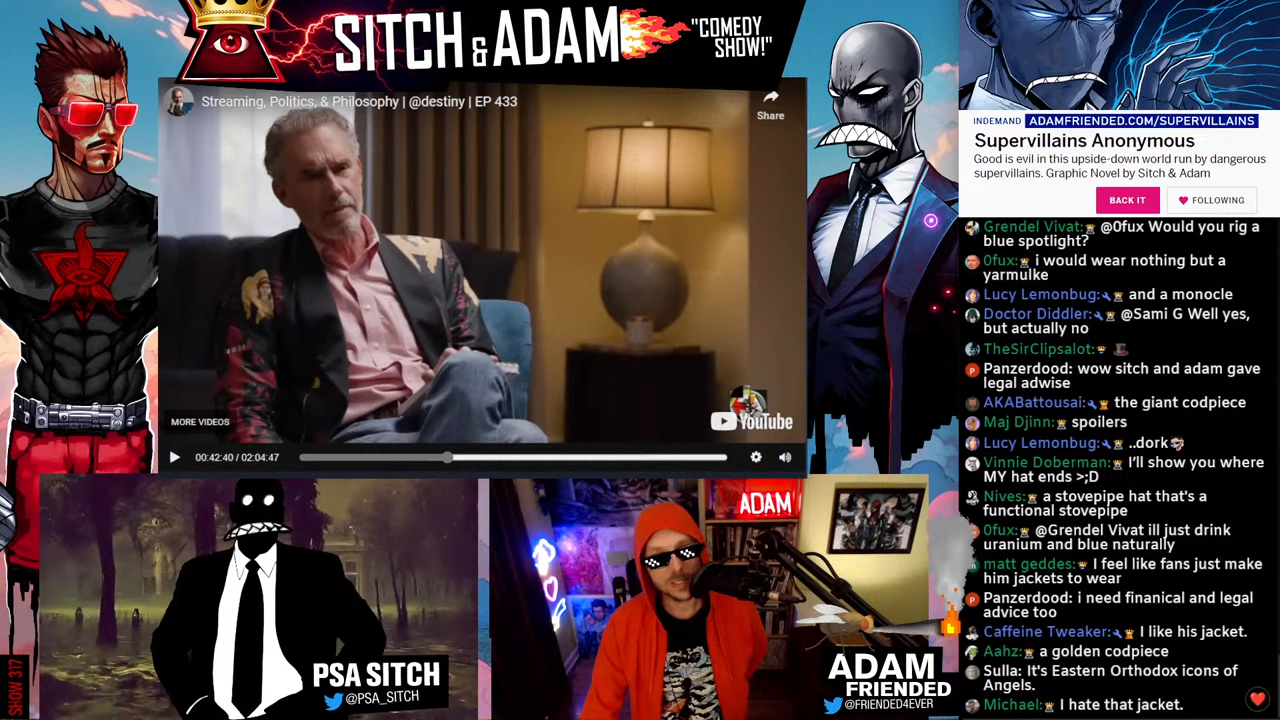 SITCH & ADAM
"COMEDY
SHOW!"
Streaming, Politics, & Philosophy | @destiny | EP 433
Share
MORE VIDEOS
YouTube
00:42:40 / 02:04:47
PSA SITCH
@PSA_SITCH
ADAM
ADAM
FRIENDED
@FRIENDED4EVER
SHOW 317
INDEMAND ADAMFRIENDED.COM/SUPERVILLAINS
Supervillains Anonymous
Good is evil in this upside-down world run by dangerous
supervillains. Graphic Novel by Sitch & Adam
BACK IT
FOLLOWING
Grendel Vivat: @0fux Would you rig a
blue spotlight?
0fux: i would wear nothing but a
yarmulke
Lucy Lemonbug: and a monocle
Doctor Diddler: @Sami G Well yes,
but actually no
TheSirClipsalot: 🎩
Panzerdood: wow sitch and adam gave
legal adwise
AKABattousai: the giant codpiece
Maj Djinn: spoilers
Lucy Lemonbug: ..dork
Vinnie Doberman: I'll show you where
MY hat ends >;D
Nives: a stovepipe hat that's a
functional stovepipe
0fux: @Grendel Vivat ill just drink
uranium and blue naturally
matt geddes: I feel like fans just make
him jackets to wear
Panzerdood: i need finanical and legal
advice too
Caffeine Tweaker: I like his jacket.
Aahz: a golden codpiece
Sulla: It's Eastern Orthodox icons of
Angels.
Michael: I hate that jacket.